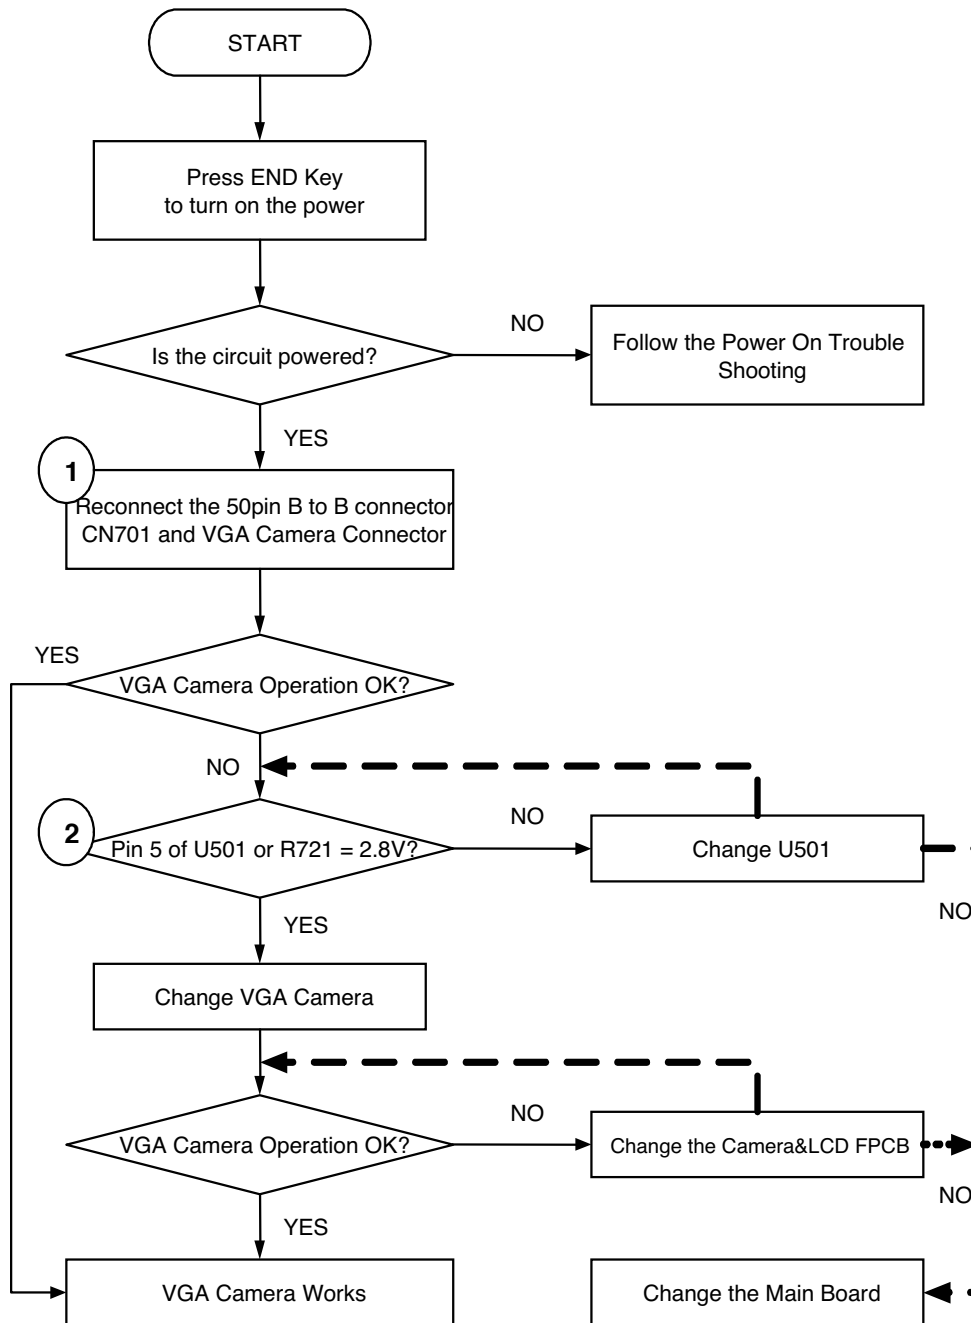 START
Press END Key
to turn on the power
Is the circuit powered?
NO
Follow the Power On Trouble
Shooting
YES
1
Reconnect the 50pin B to B connector
CN701 and VGA Camera Connector
YES
VGA Camera Operation OK?
NO
2
Pin 5 of U501 or R721 = 2.8V?
NO
Change U501
NO
YES
Change VGA Camera
VGA Camera Operation OK?
NO
Change the Camera&LCD FPCB
NO
YES
VGA Camera Works
Change the Main Board